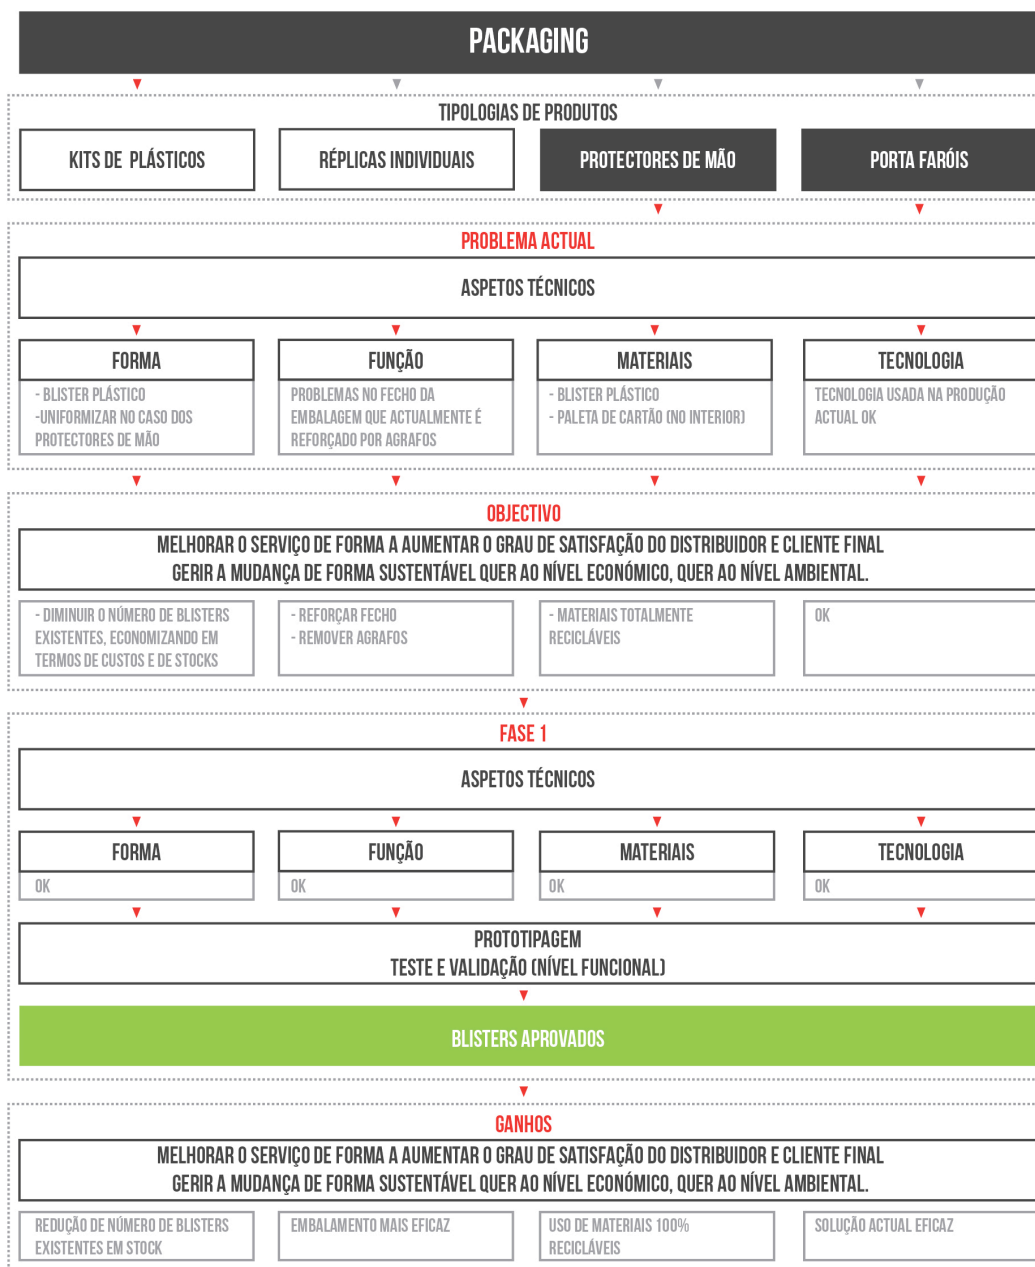 PACKAGING
TIPOLOGIAS DE PRODUTOS
KITS DE PLÁSTICOS
RÉPLICAS INDIVIDUAIS
PROTECTORES DE MÃO
PORTA FARÓIS
PROBLEMA ACTUAL
ASPETOS TÉCNICOS
FORMA
- BLISTER PLÁSTICO
-UNIFORMIZAR NO CASO DOS
PROTECTORES DE MÃO
FUNÇÃO
PROBLEMAS NO FECHO DA
EMBALAGEM QUE ACTUALMENTE É
REFORÇADO POR AGRAFOS
MATERIAIS
- BLISTER PLÁSTICO
- PALETA DE CARTÃO (NO INTERIOR)
TECNOLOGIA
TECNOLOGIA USADA NA PRODUÇÃO
ACTUAL OK
OBJECTIVO
MELHORAR O SERVIÇO DE FORMA A AUMENTAR O GRAU DE SATISFAÇÃO DO DISTRIBUIDOR E CLIENTE FINAL
GERIR A MUDANÇA DE FORMA SUSTENTÁVEL QUER AO NÍVEL ECONÓMICO, QUER AO NÍVEL AMBIENTAL.
- DIMINUIR O NÚMERO DE BLISTERS
EXISTENTES, ECONOMIZANDO EM
TERMOS DE CUSTOS E DE STOCKS
- REFORÇAR FECHO
- REMOVER AGRAFOS
- MATERIAIS TOTALMENTE
RECICLÁVEIS
OK
FASE 1
ASPETOS TÉCNICOS
FORMA
OK
FUNÇÃO
OK
MATERIAIS
OK
TECNOLOGIA
OK
PROTOTIPAGEM
TESTE E VALIDAÇÃO (NÍVEL FUNCIONAL)
BLISTERS APROVADOS
GANHOS
MELHORAR O SERVIÇO DE FORMA A AUMENTAR O GRAU DE SATISFAÇÃO DO DISTRIBUIDOR E CLIENTE FINAL
GERIR A MUDANÇA DE FORMA SUSTENTÁVEL QUER AO NÍVEL ECONÓMICO, QUER AO NÍVEL AMBIENTAL.
REDUÇÃO DE NÚMERO DE BLISTERS
EXISTENTES EM STOCK
EMBALAMENTO MAIS EFICAZ
USO DE MATERIAIS 100%
RECICLÁVEIS
SOLUÇÃO ACTUAL EFICAZ